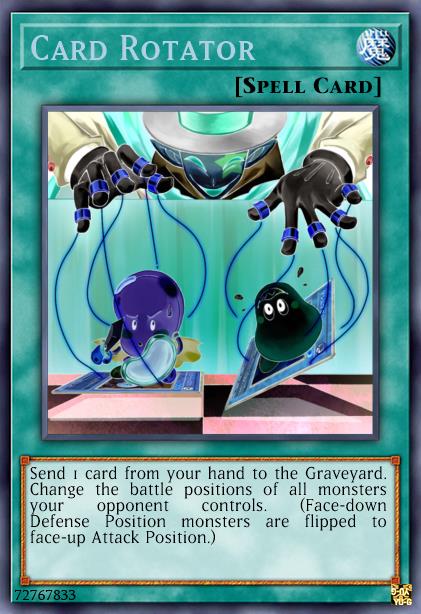 Card Rotator
[Spell Card]
Send 1 card from your hand to the Graveyard.
Change the battle positions of all monsters
your opponent controls. (Face-down
Defense Position monsters are flipped to
face-up Attack Position.)
72767833